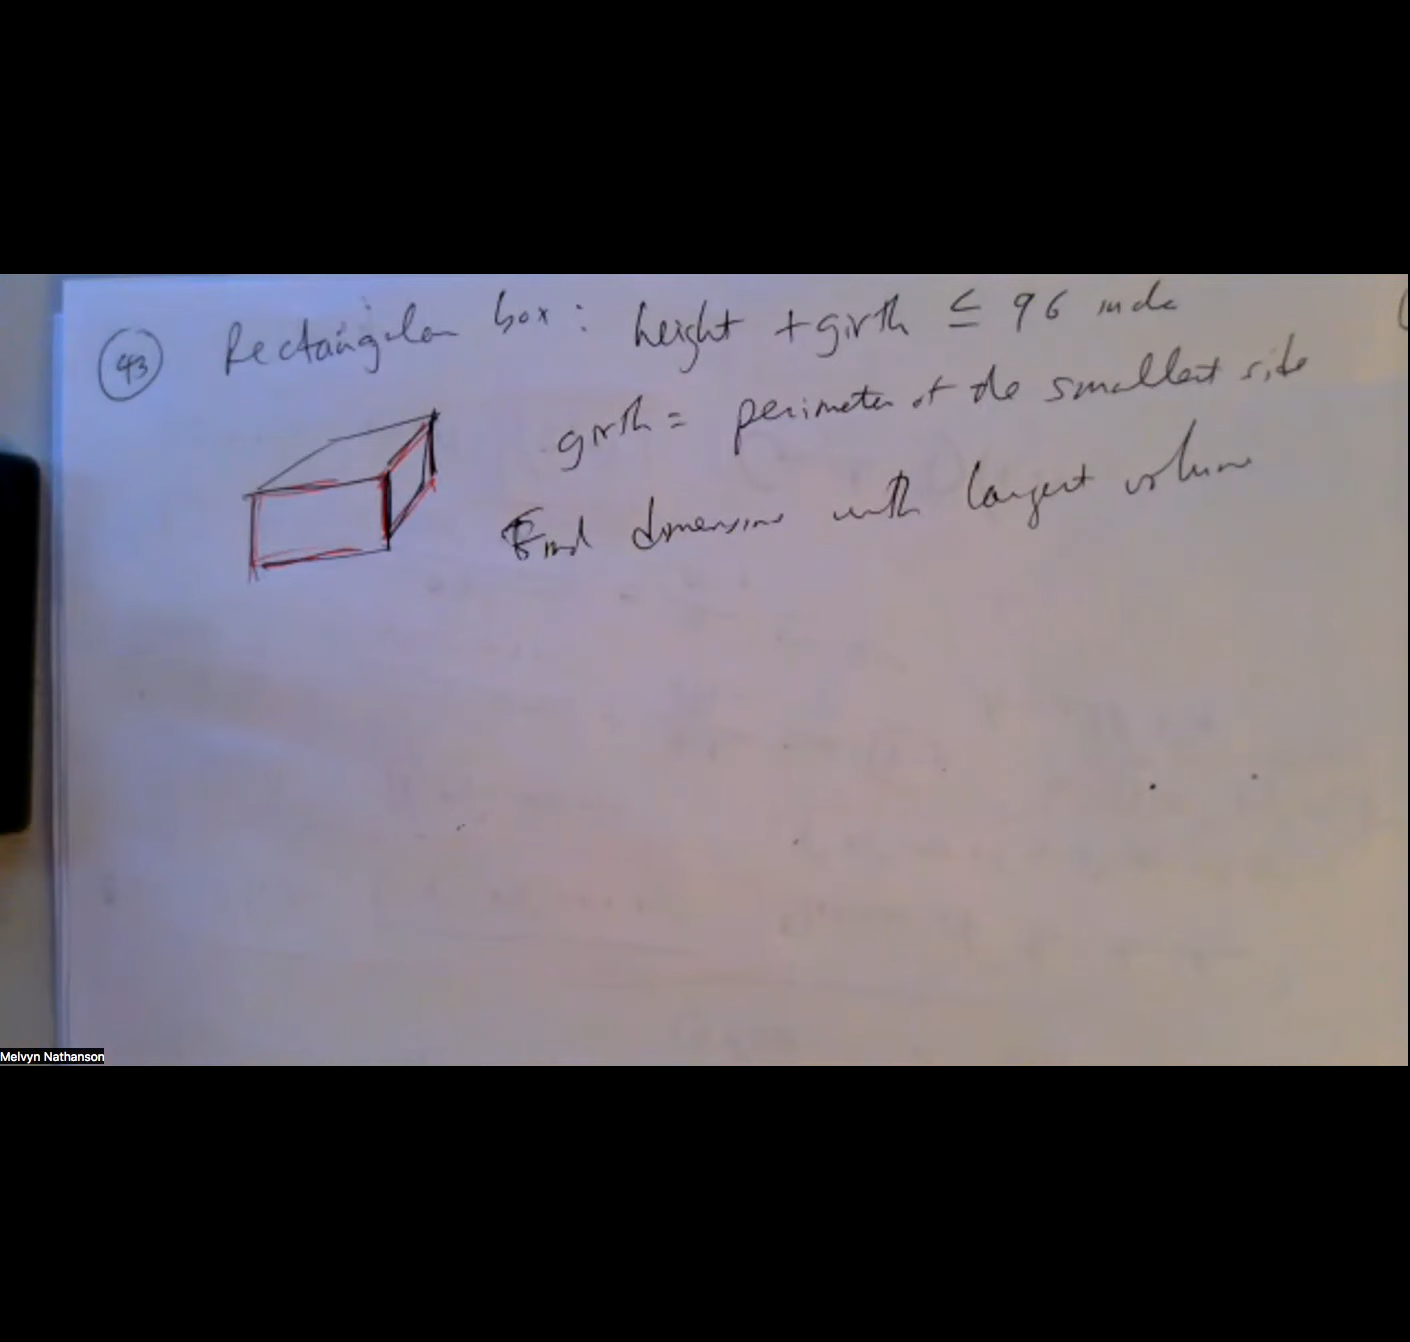 43 Rectangular box: height + girth ≤ 96 inche
girth = perimeter of the smallest side
Find dimensions with largest volume
Melvyn Nathanson